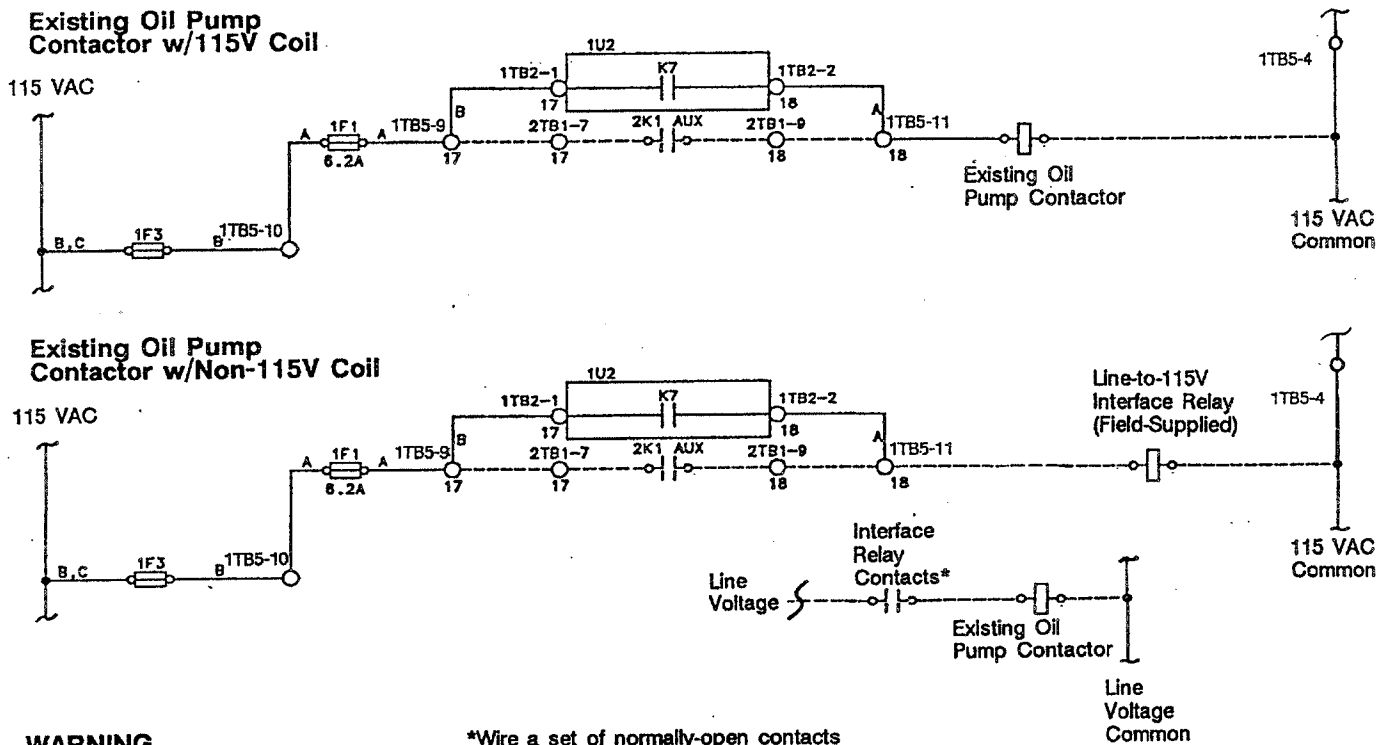 Existing Oil Pump
Contactor w/115V Coil
115 VAC
B,C
1F3
B
1TB5-10
A
1F1
6.2A
A
1TB5-9
17
B
1TB2-1
17
1U2
K7
1TB2-2
18
A
2TB1-7
17
2K1
AUX
2TB1-9
18
1TB5-11
18
Existing Oil
Pump Contactor
1TB5-4
115 VAC
Common
Existing Oil Pump
Contactor w/Non-115V Coil
115 VAC
B,C
1F3
B
1TB5-10
A
1F1
6.2A
A
1TB5-9
17
B
1TB2-1
17
1U2
K7
1TB2-2
18
A
2TB1-7
17
2K1
AUX
2TB1-9
18
1TB5-11
18
Line-to-115V
Interface Relay
(Field-Supplied)
1TB5-4
115 VAC
Common
Line
Voltage
Interface
Relay
Contacts*
Existing Oil
Pump Contactor
Line
Voltage
Common
WARNING
*Wire a set of normally-open contacts